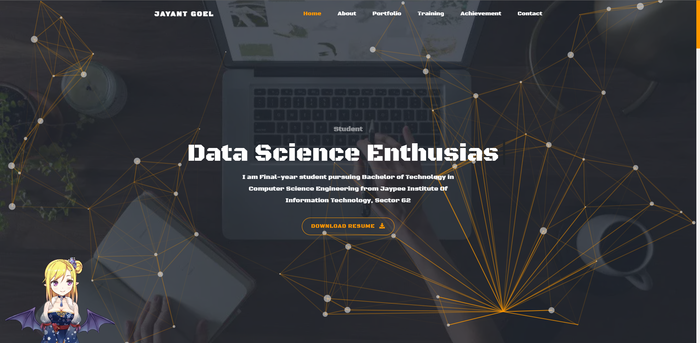 JAYANT GOEL
Home About Portfolio Training Achievement Contact
Student
Data Science Enthusias
I am Final-year student pursuing Bachelor of Technology in
Computer Science Engineering from Jaypee Institute Of
Information Technology, Sector 62
DOWNLOAD RESUME